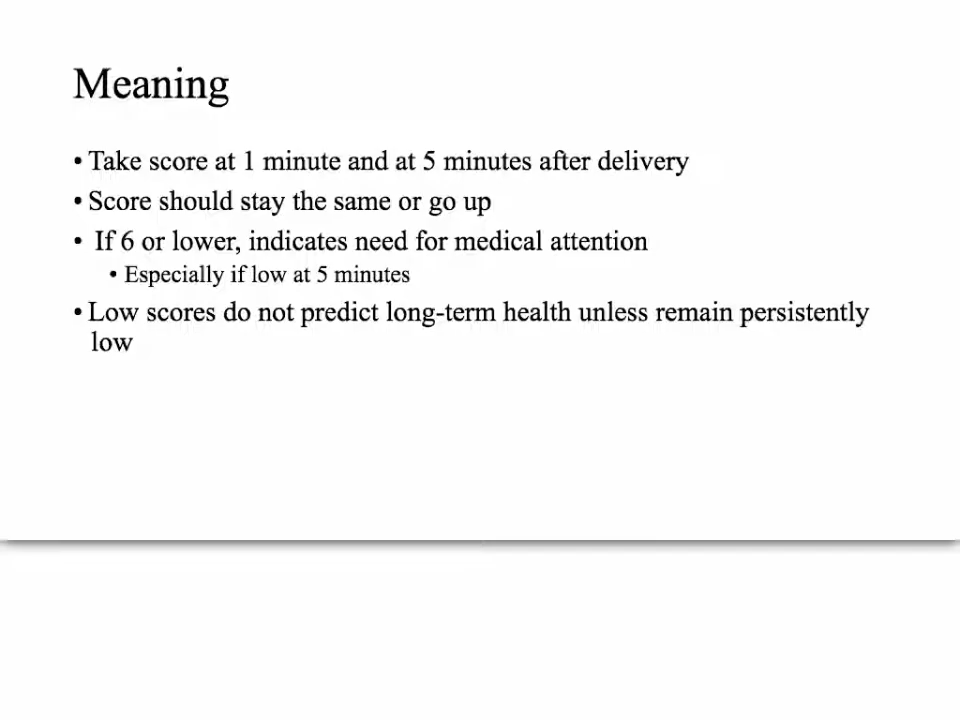 Meaning
• Take score at 1 minute and at 5 minutes after delivery
• Score should stay the same or go up
• If 6 or lower, indicates need for medical attention
• Especially if low at 5 minutes
• Low scores do not predict long-term health unless remain persistently
low